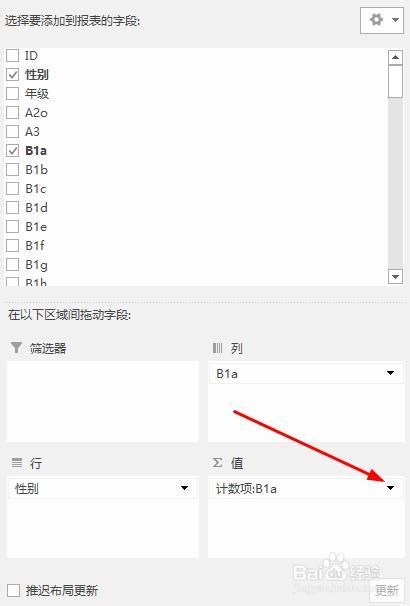 选择要添加到报表的字段:
ID
性别
年级
A2o
A3
B1a
B1b
B1c
B1d
B1e
B1f
B1g
B1h
在以下区域间拖动字段:
筛选器
列
B1a
行
Σ 值
性别
计数项:B1a
推迟布局更新
更新
Baidu 经验
jingyan.baidu.com